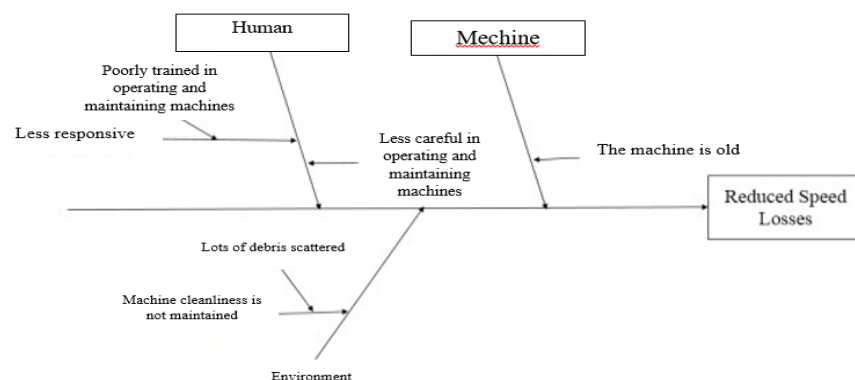 Human
Mechine
Poorly trained in
operating and
maintaining machines
Less responsive
Less careful in
operating and
maintaining
machines
The machine is old
Reduced Speed
Losses
Lots of debris scattered
Machine cleanliness is
not maintained
Environment